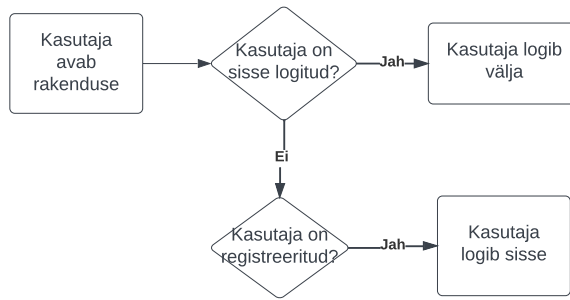 Kasutaja
avab
rakenduse
Kasutaja on
sisse logitud?
Jah
Kasutaja logib
välja
Ei
Kasutaja on
registreeritud?
Jah
Kasutaja
logib sisse